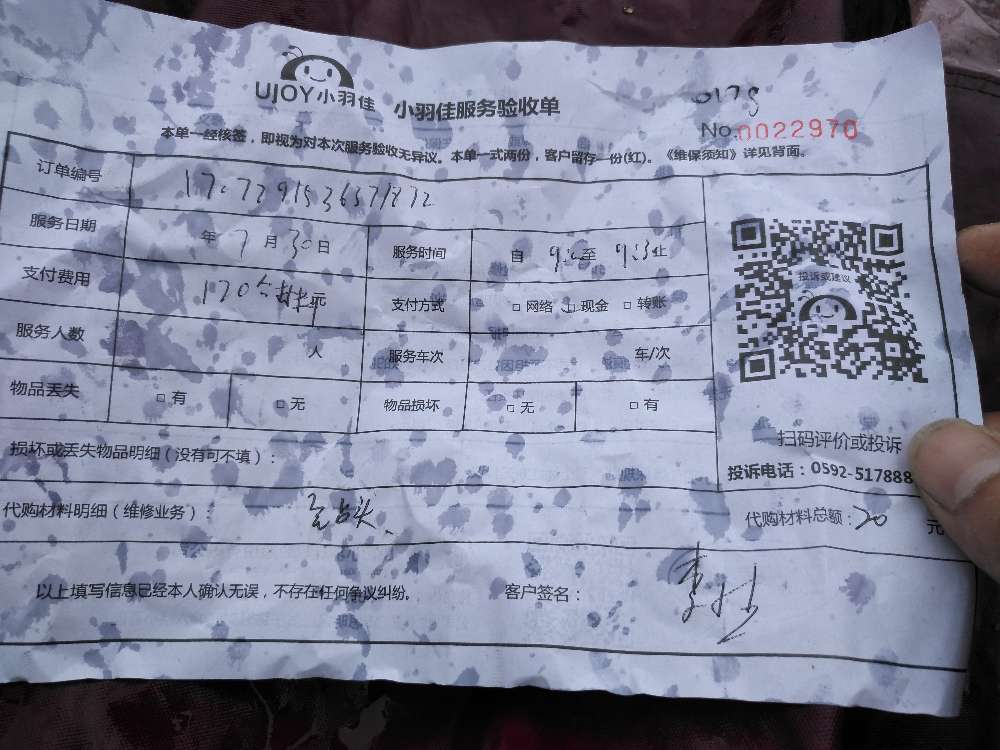 UJOY小羽佳 小羽佳服务验收单 0179
No.0022970
本单一经核签，即视为对本次服务验收无异议。本单一式两份，客户留存一份(红)。《维保须知》详见背面。
订单编号
服务日期 年 7 月 30 日 服务时间 自 至 止
支付费用 170 元 支付方式 □ 网络 □ 现金 □ 转账
服务人数 人 服务车次 车/次
物品丢失 □ 有 □ 无 物品损坏 □ 无 □ 有
投诉或建议
扫码评价或投诉
投诉电话：0592-517888
损坏或丢失物品明细（没有可不填）：
代购材料明细（维修业务）： 代购材料总额：20 元
以上填写信息已经本人确认无误，不存在任何争议纠纷。 客户签名：